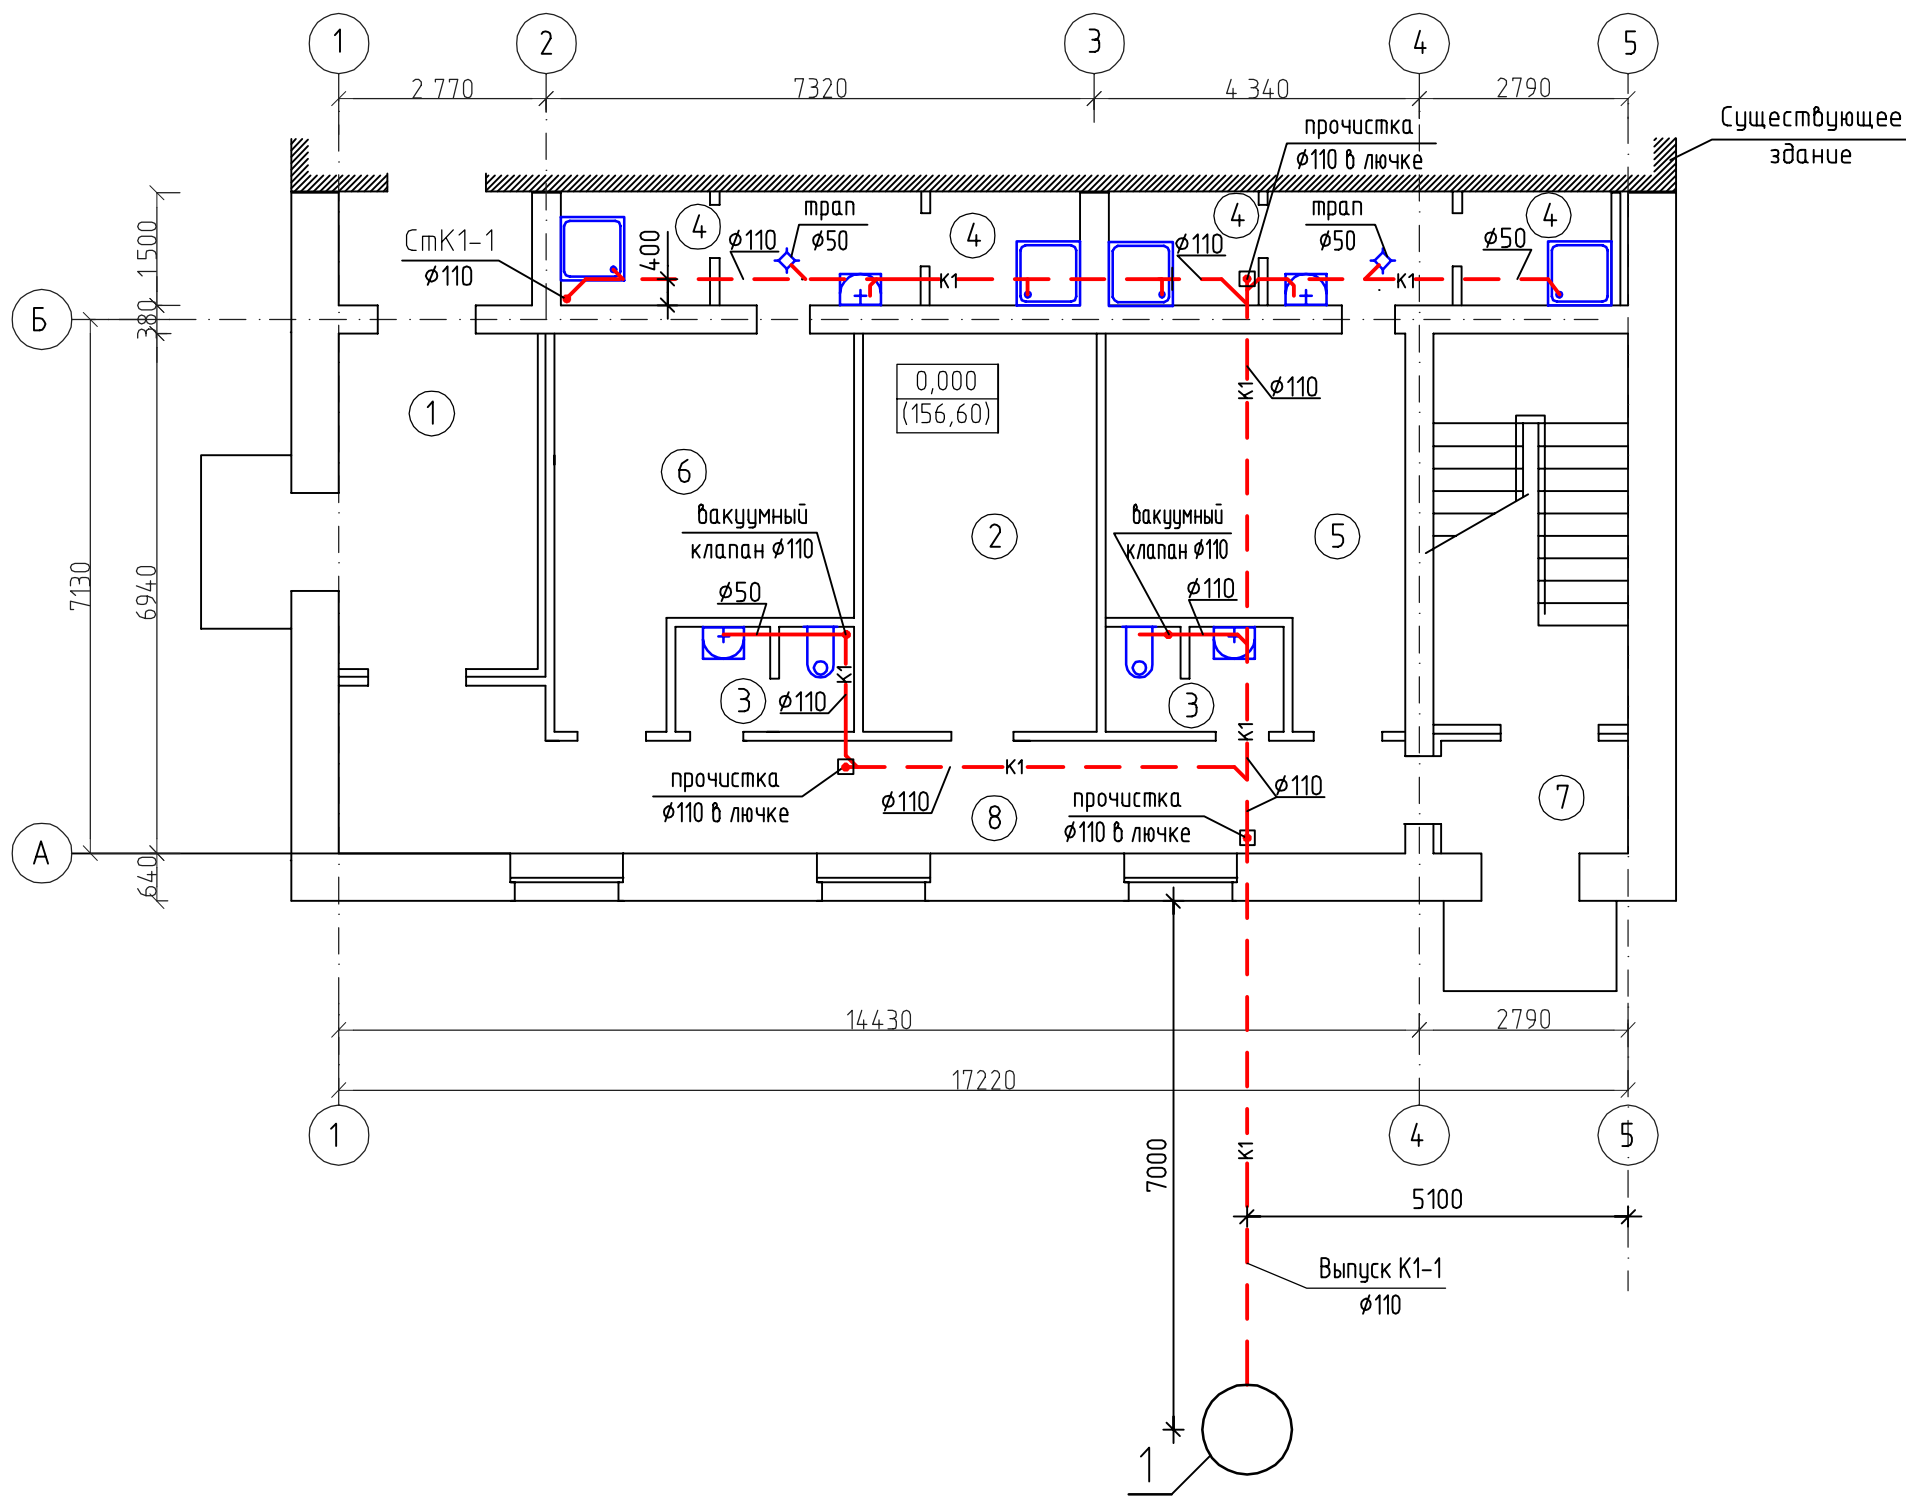 1
2
3
4
5
2 770
7320
4 340
2790
прочистка
ф110 в лючке
Существующее
здание
СтК1-1
ф110
4
400
ф110
трап
ф50
4
К1
ф110
4
трап
ф50
К1
ф50
4
1 500
380
Б
0,000
(156,60)
К1
ф110
1
6
2
5
вакуумный
клапан ф110
вакуумный
клапан ф110
7130
6940
ф50
ф110
К1
3
ф110
3
К1
прочистка
ф110 в лючке
К1
ф110
8
прочистка
ф110 в лючке
ф110
7
А
640
14430
2790
17220
1
4
5
7000
К1
5100
Выпуск К1-1
ф110
1